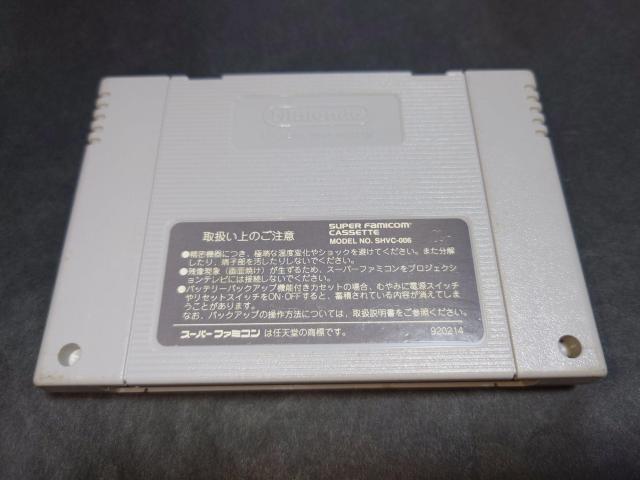 Nintendo
取扱い上のご注意
SUPER FAMICOM
CASSETTE
MODEL NO. SHVC-006
●精密機器につき、極端な温度変化やショックを避けてください。また分解
したり、端子部を汚したりしないでください。
●残像現象（画面焼け）が生ずるため、スーパーファミコンをプロジェクシ
ョンテレビには接続しないでください。
●バッテリーバックアップ機能付きカセットの場合、むやみに電源スイッチ
やリセットスイッチをON・OFFすると、蓄積されている内容が消えてしま
うことがあります。
なお、バックアップの操作方法については、取扱説明書をご参照ください。
スーパーファミコン は任天堂の商標です。
920214